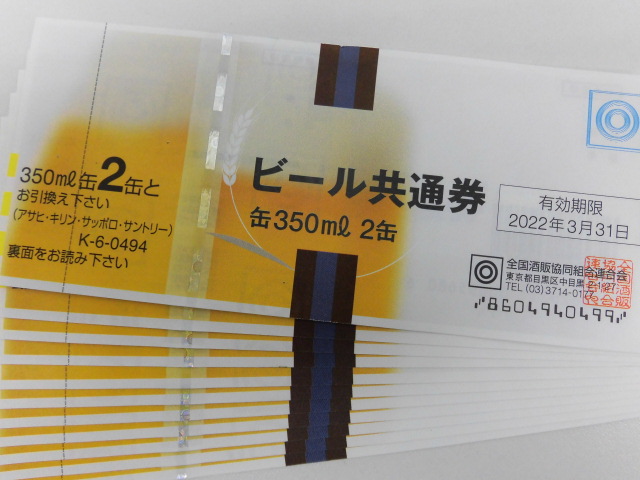 350mℓ缶2缶と
お引換え下さい
(アサヒ・キリン・サッポロ・サントリー)
K-6-0494
裏面をお読み下さい
ビール共通券
缶350mℓ 2缶
有効期限
2022年3月31日
全国酒販協同組合連合会
東京都目黒区中目黒2-1-27
TEL (03) 3714-01
8604940499